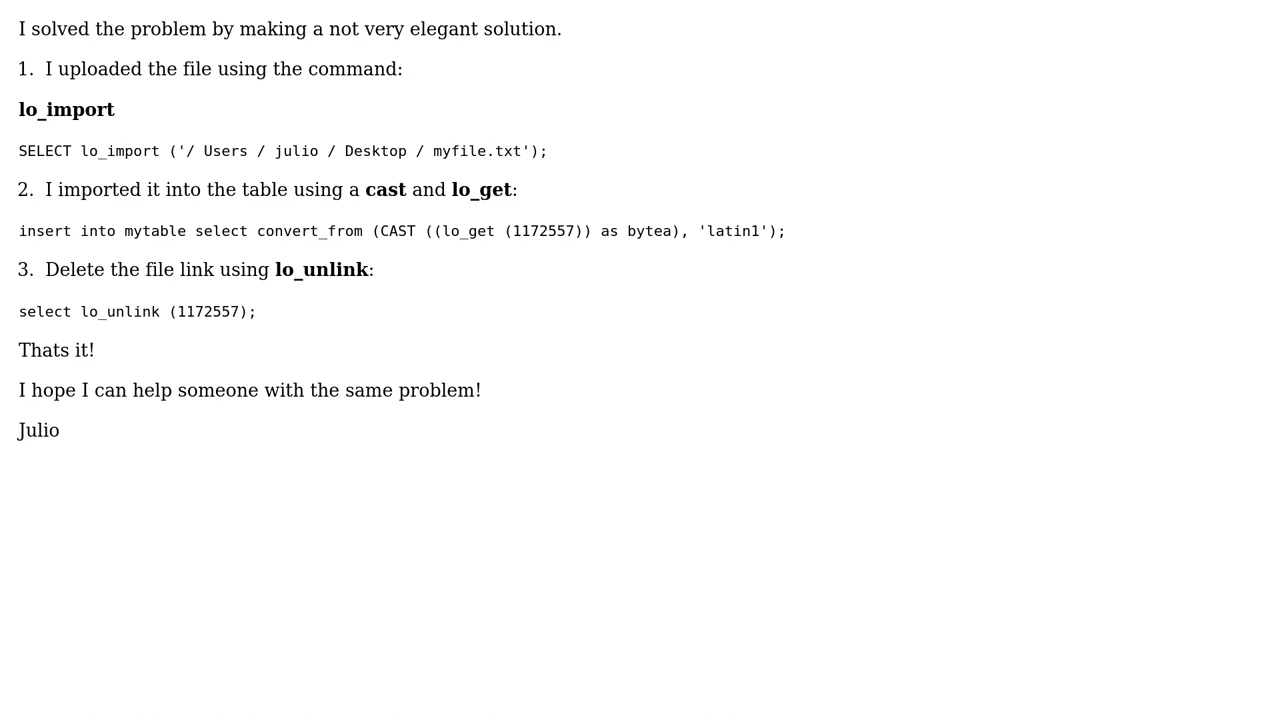 I solved the problem by making a not very elegant solution.
1. I uploaded the file using the command:
lo_import
SELECT lo_import ('/ Users / julio / Desktop / myfile.txt');
2. I imported it into the table using a cast and lo_get:
insert into mytable select convert_from (CAST ((lo_get (1172557)) as bytea), 'latin1');
3. Delete the file link using lo_unlink:
select lo_unlink (1172557);
Thats it!
I hope I can help someone with the same problem!
Julio